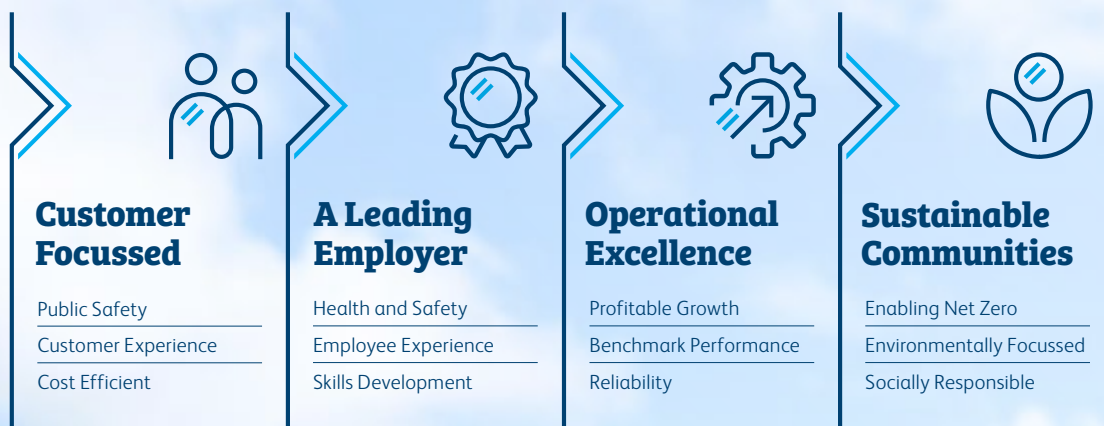 Customer
Focussed
Public Safety
Customer Experience
Cost Efficient
A Leading
Employer
Health and Safety
Employee Experience
Skills Development
Operational
Excellence
Profitable Growth
Benchmark Performance
Reliability
Sustainable
Communities
Enabling Net Zero
Environmentally Focussed
Socially Responsible